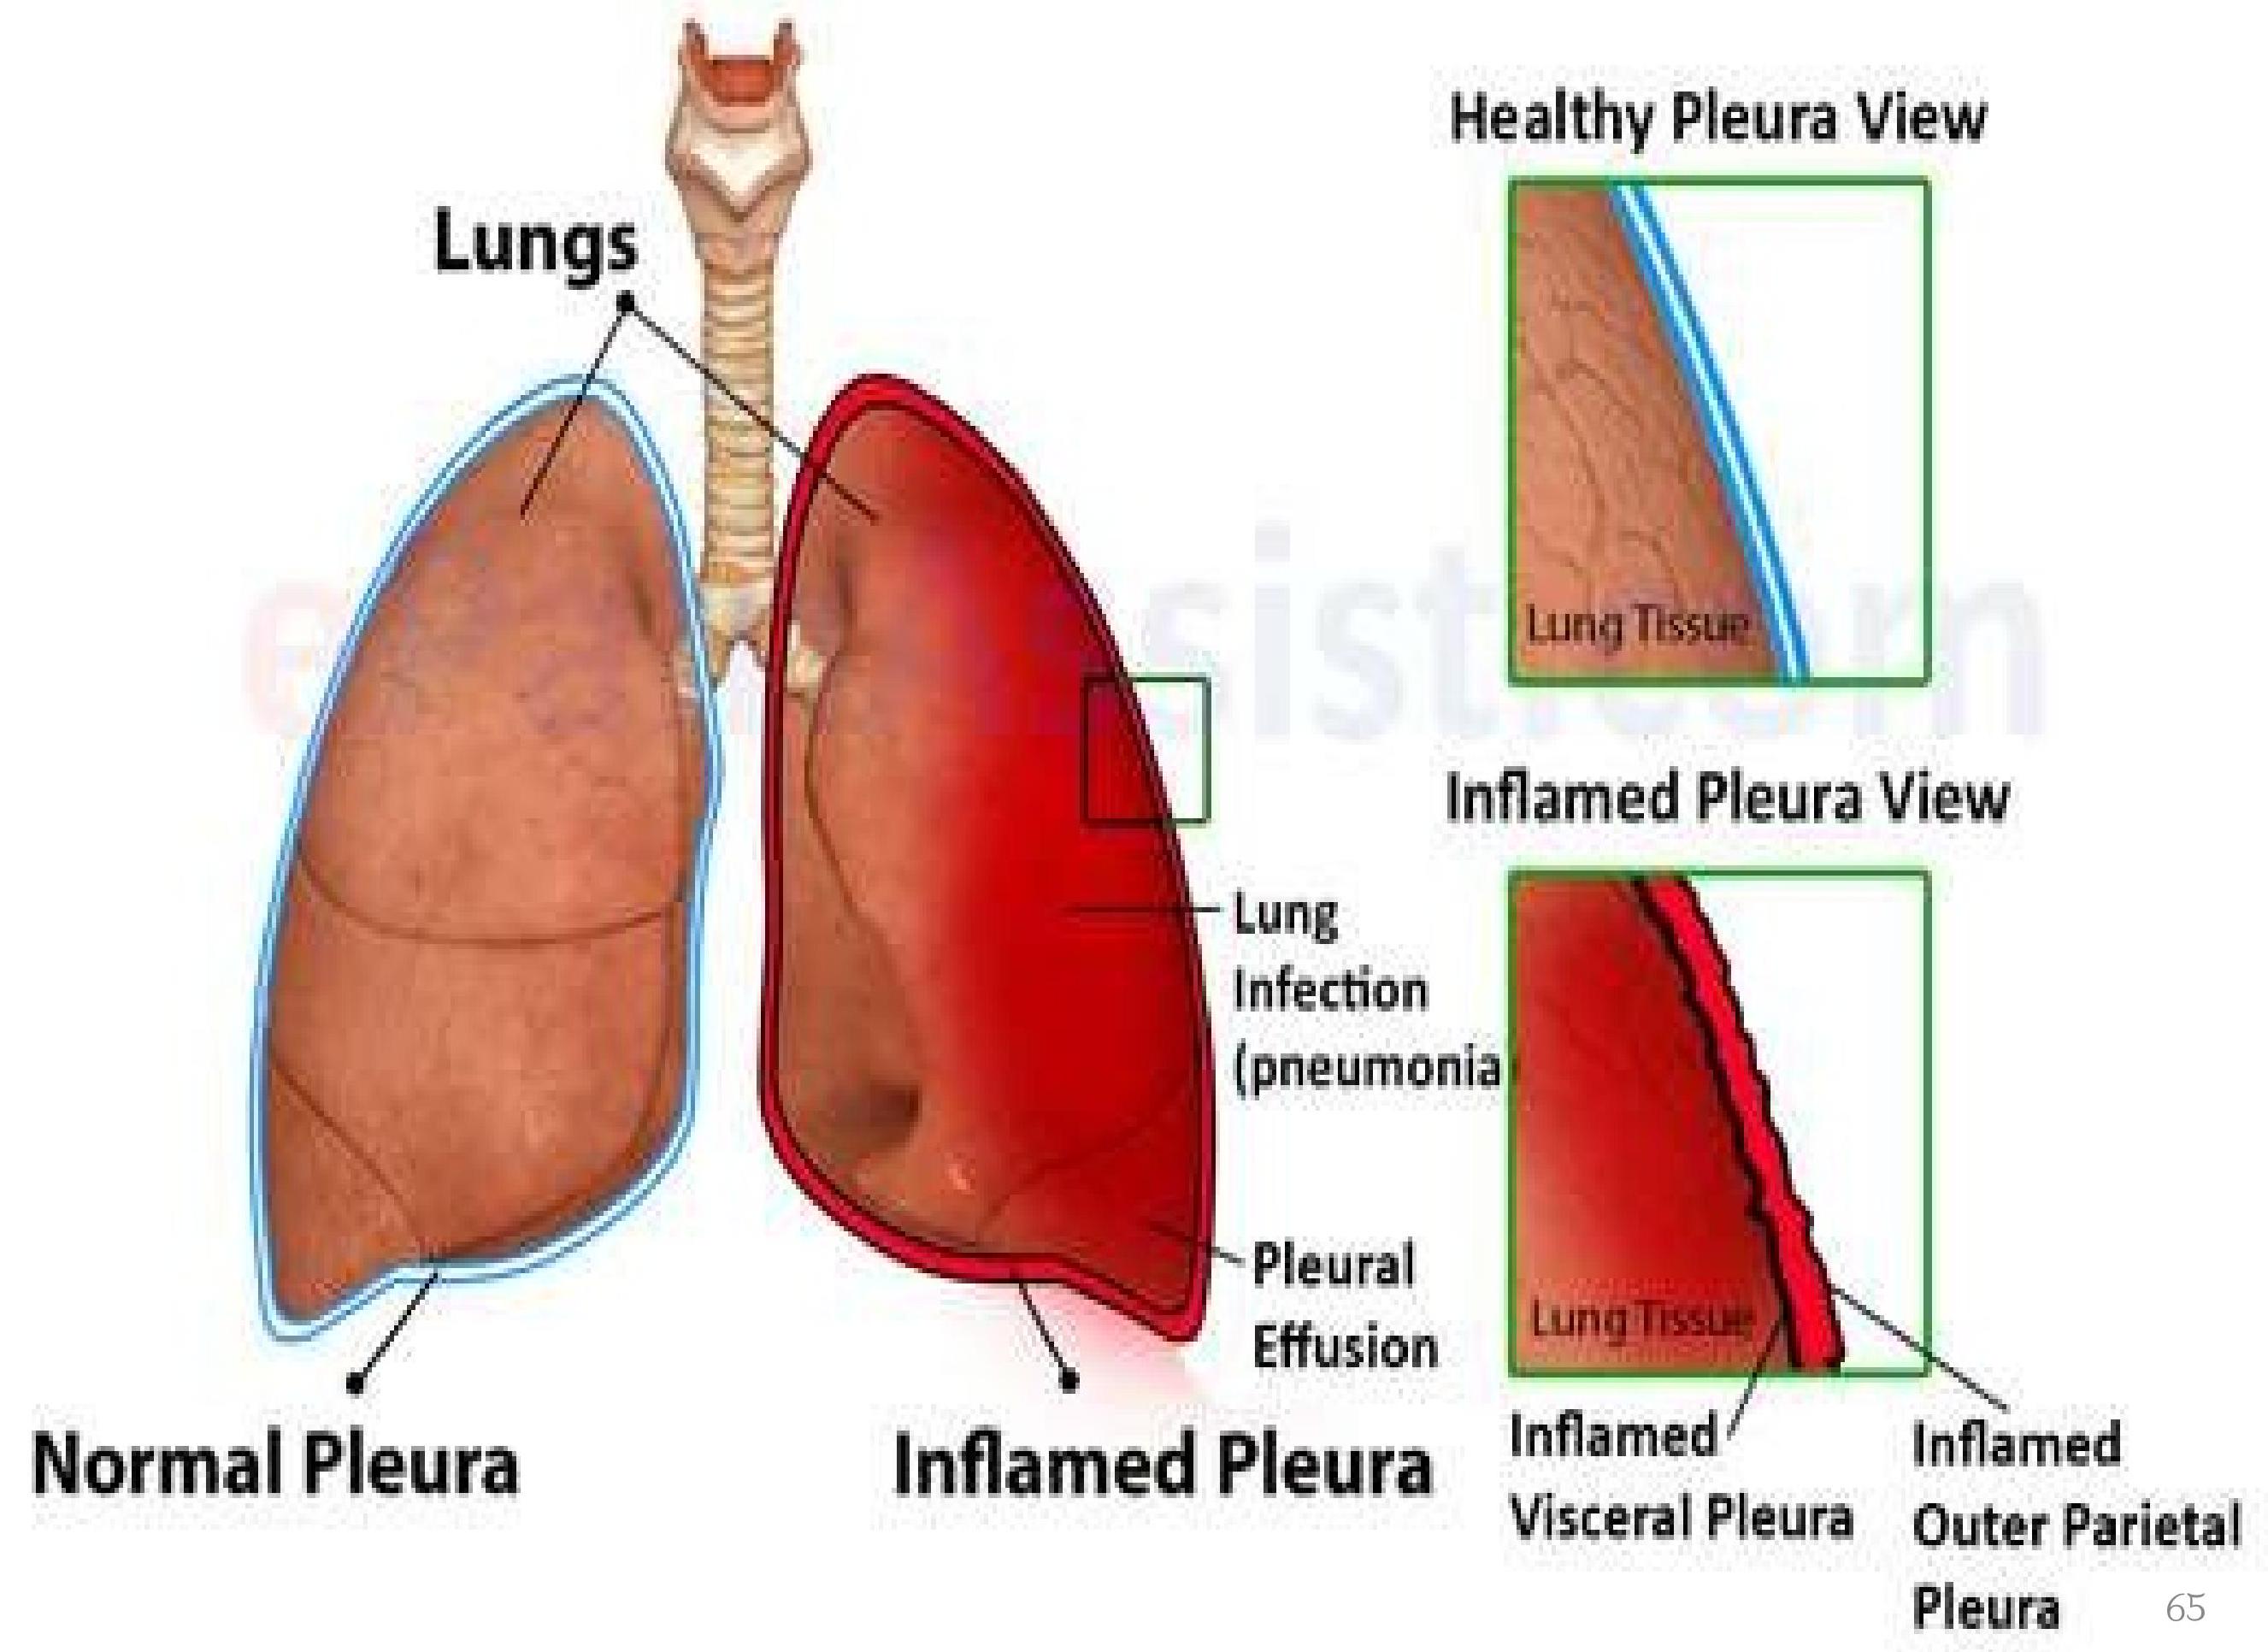 Lungs
Healthy Pleura View
Lung Tissue
Inflamed Pleura View
Lung
Infection
(pneumonia
Pleural
Effusion
Lung Tissue
Normal Pleura
Inflamed Pleura
Inflamed
Visceral Pleura
Inflamed
Outer Parietal
Pleura
65